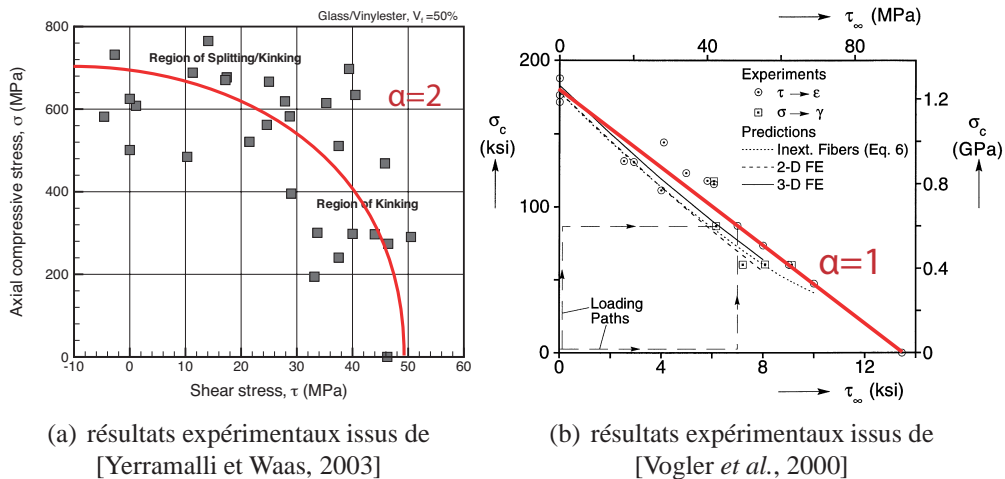 Glass/Vinylester, Vf =50%
800
600
400
200
0
-10
0
10
20
30
40
50
60
Axial compressive stress, σ (MPa)
Shear stress, τ (MPa)
Region of Splitting/Kinking
α=2
Region of Kinking
(a) résultats expérimentaux issus de
[Yerramalli et Waas, 2003]
τ∞ (MPa)
0
40
80
200
σc
(ksi)
100
0
Experiments
τ → ε
σ → γ
Predictions
Inext. Fibers (Eq. 6)
2-D FE
3-D FE
1.2
σc
(GPa)
0.8
0.4
0
α=1
Loading
Paths
0
4
8
12
τ∞ (ksi)
(b) résultats expérimentaux issus de
[Vogler et al., 2000]